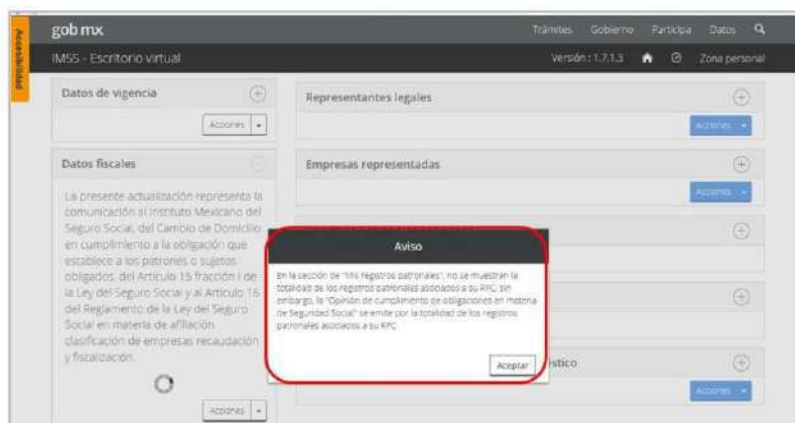 Accesibilidad
gob mx
Trámites Gobierno Participa Datos
IMSS - Escritorio virtual
Versión : 1.7.1.3 Zona personal
Datos de vigencia
Acciones
Representantes legales
Acciones
Datos fiscales
Empresas representadas
Acciones
La presente actualización representa la
comunicación al Instituto Mexicano del
Seguro Social, del Cambio de Domicilio
en cumplimiento a la obligación que
establece a los patrones o sujetos
obligados, del Artículo 15 fracción I de
la Ley del Seguro Social y al Artículo 16
del Reglamento de la Ley del Seguro
Social en materia de afiliación
clasificación de empresas recaudación
y fiscalización.
Acciones
Aviso
En la sección de "Mis registros patronales", no se muestran la
totalidad de los registros patronales asociados a su RFC, sin
embargo, la "Opinión de cumplimiento de obligaciones en materia
de Seguridad Social" se emite por la totalidad de los registros
patronales asociados a su RFC.
Aceptar
éstico
Acciones